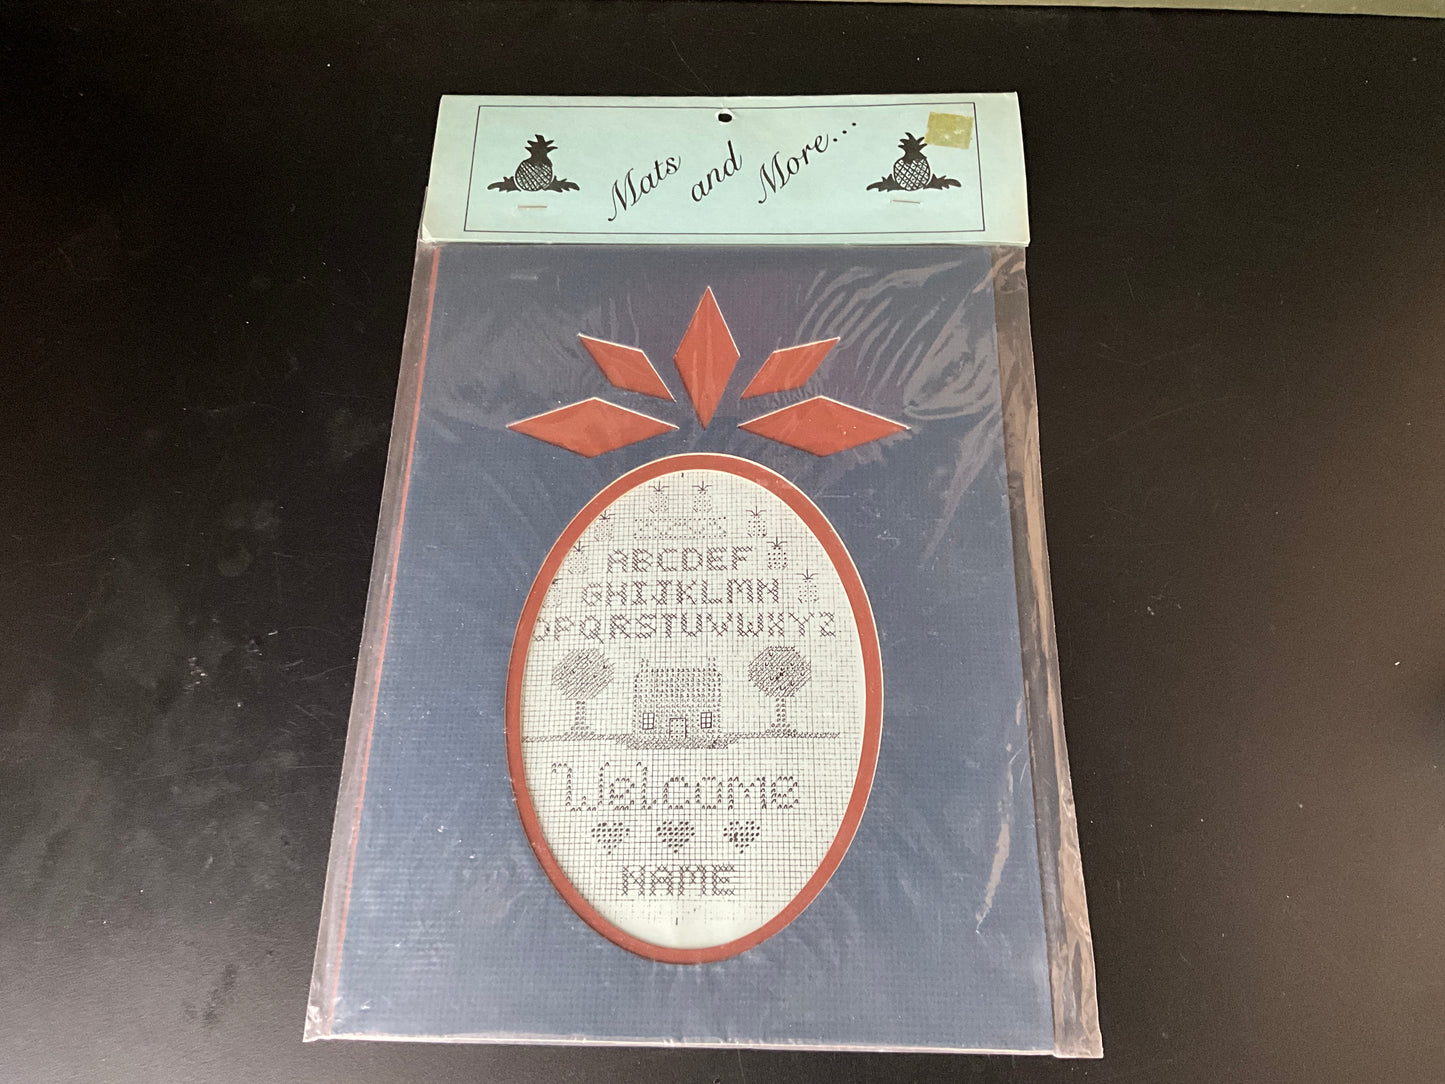 Mats and More...
ABCDEF
GHIJKLMN
OPQRSTUVWXYZ
Welcome
NAME